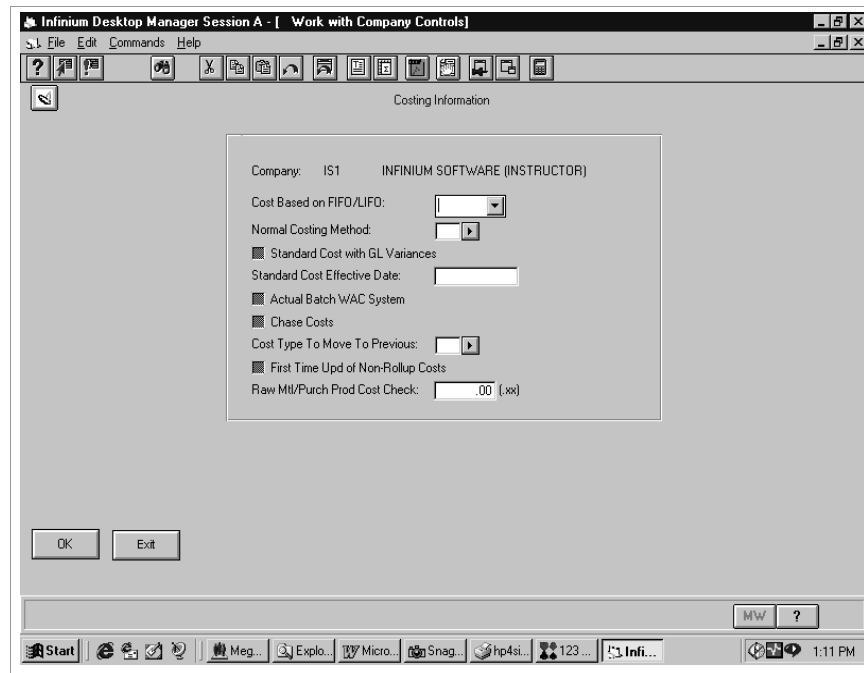 Infinium Desktop Manager Session A - [ Work with Company Controls]
File Edit Commands Help
Costing Information
Company: IS1 INFINIUM SOFTWARE (INSTRUCTOR)
Cost Based on FIFO/LIFO:
Normal Costing Method:
Standard Cost with GL Variances
Standard Cost Effective Date:
Actual Batch WAC System
Chase Costs
Cost Type To Move To Previous:
First Time Upd of Non-Rollup Costs
Raw Mtl/Purch Prod Cost Check: .00 (.xx)
OK Exit
MW ?
Start Meg... Explo... Micro... Snag... hp4si... 123 ... Infi... 1:11 PM